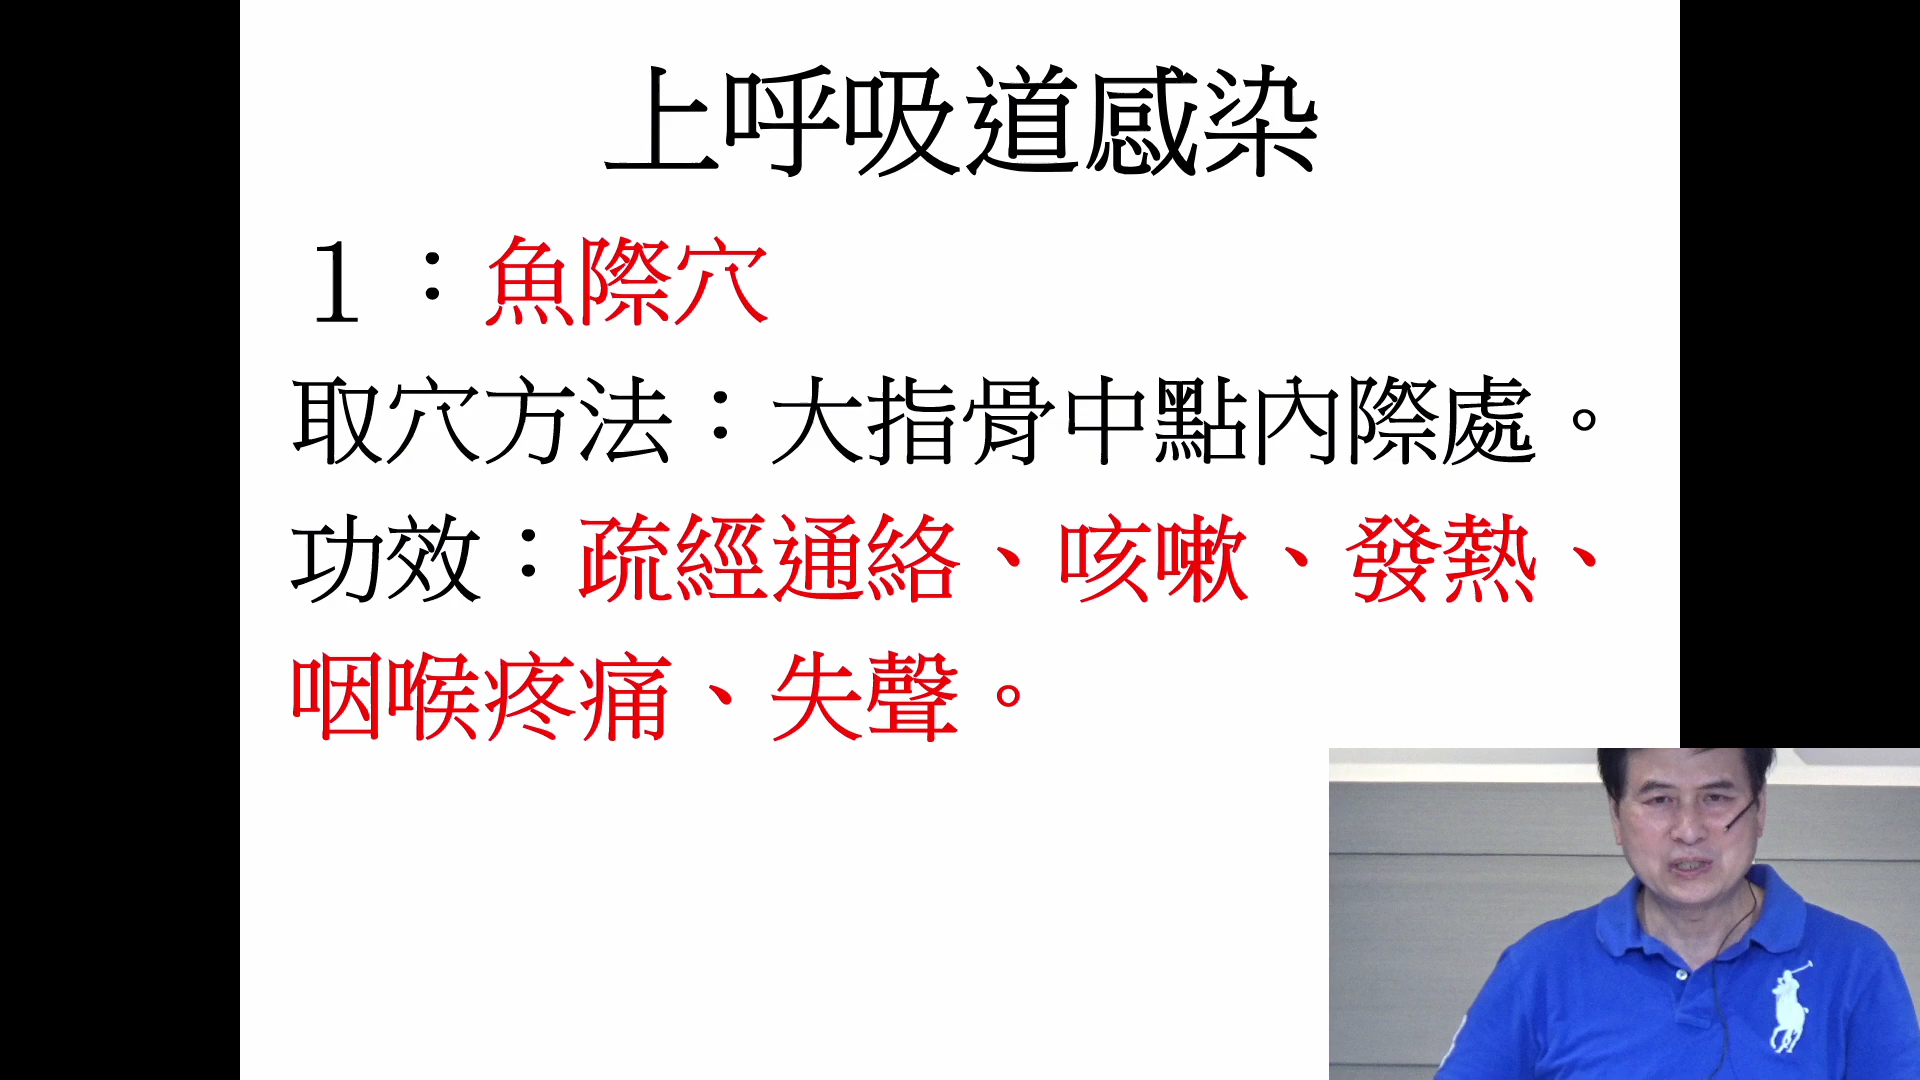 上呼吸道感染
１：魚際穴
取穴方法：大指骨中點內際處。
功效：疏經通絡、咳嗽、發熱、
咽喉疼痛、失聲。